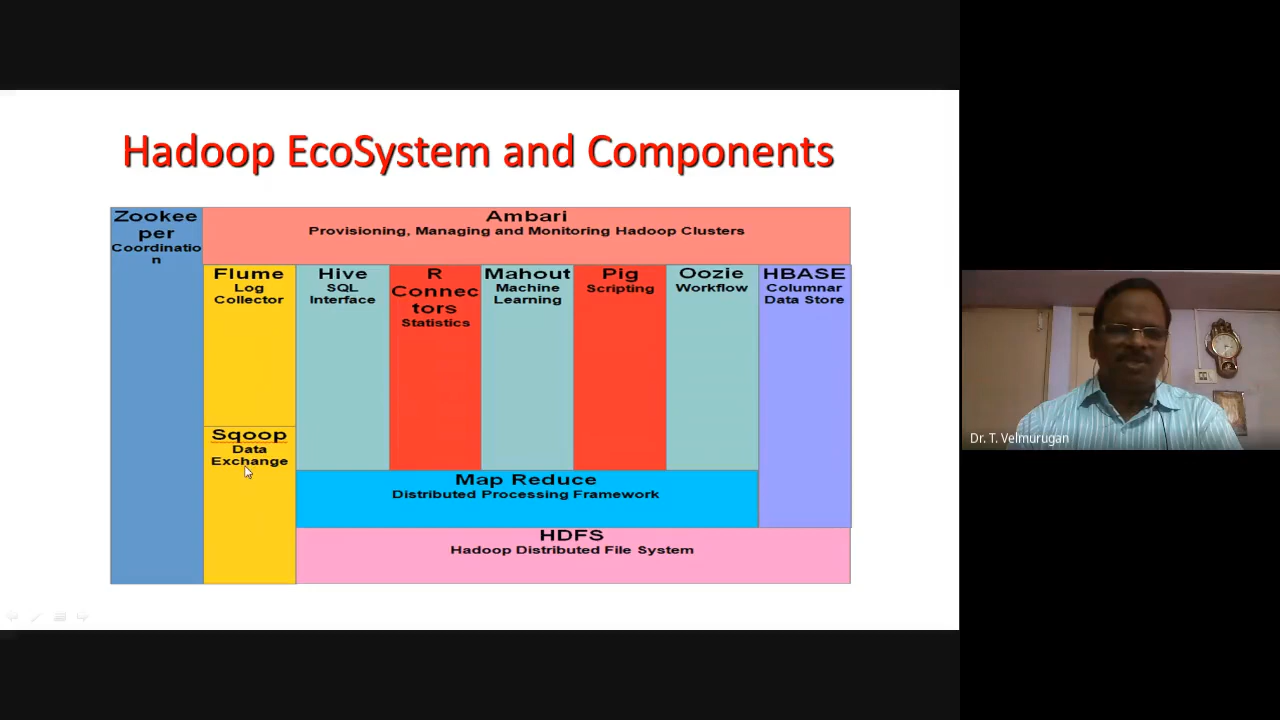 Hadoop EcoSystem and Components
Zookee
per
Coordinatio
n
Ambari
Provisioning, Managing and Monitoring Hadoop Clusters
Flume
Log
Collector
Hive
SQL
Interface
R
Connec
tors
Statistics
Mahout
Machine
Learning
Pig
Scripting
Oozie
Workflow
HBASE
Columnar
Data Store
Sqoop
Data
Exchange
Map Reduce
Distributed Processing Framework
HDFS
Hadoop Distributed File System
Dr. T. Velmurugan